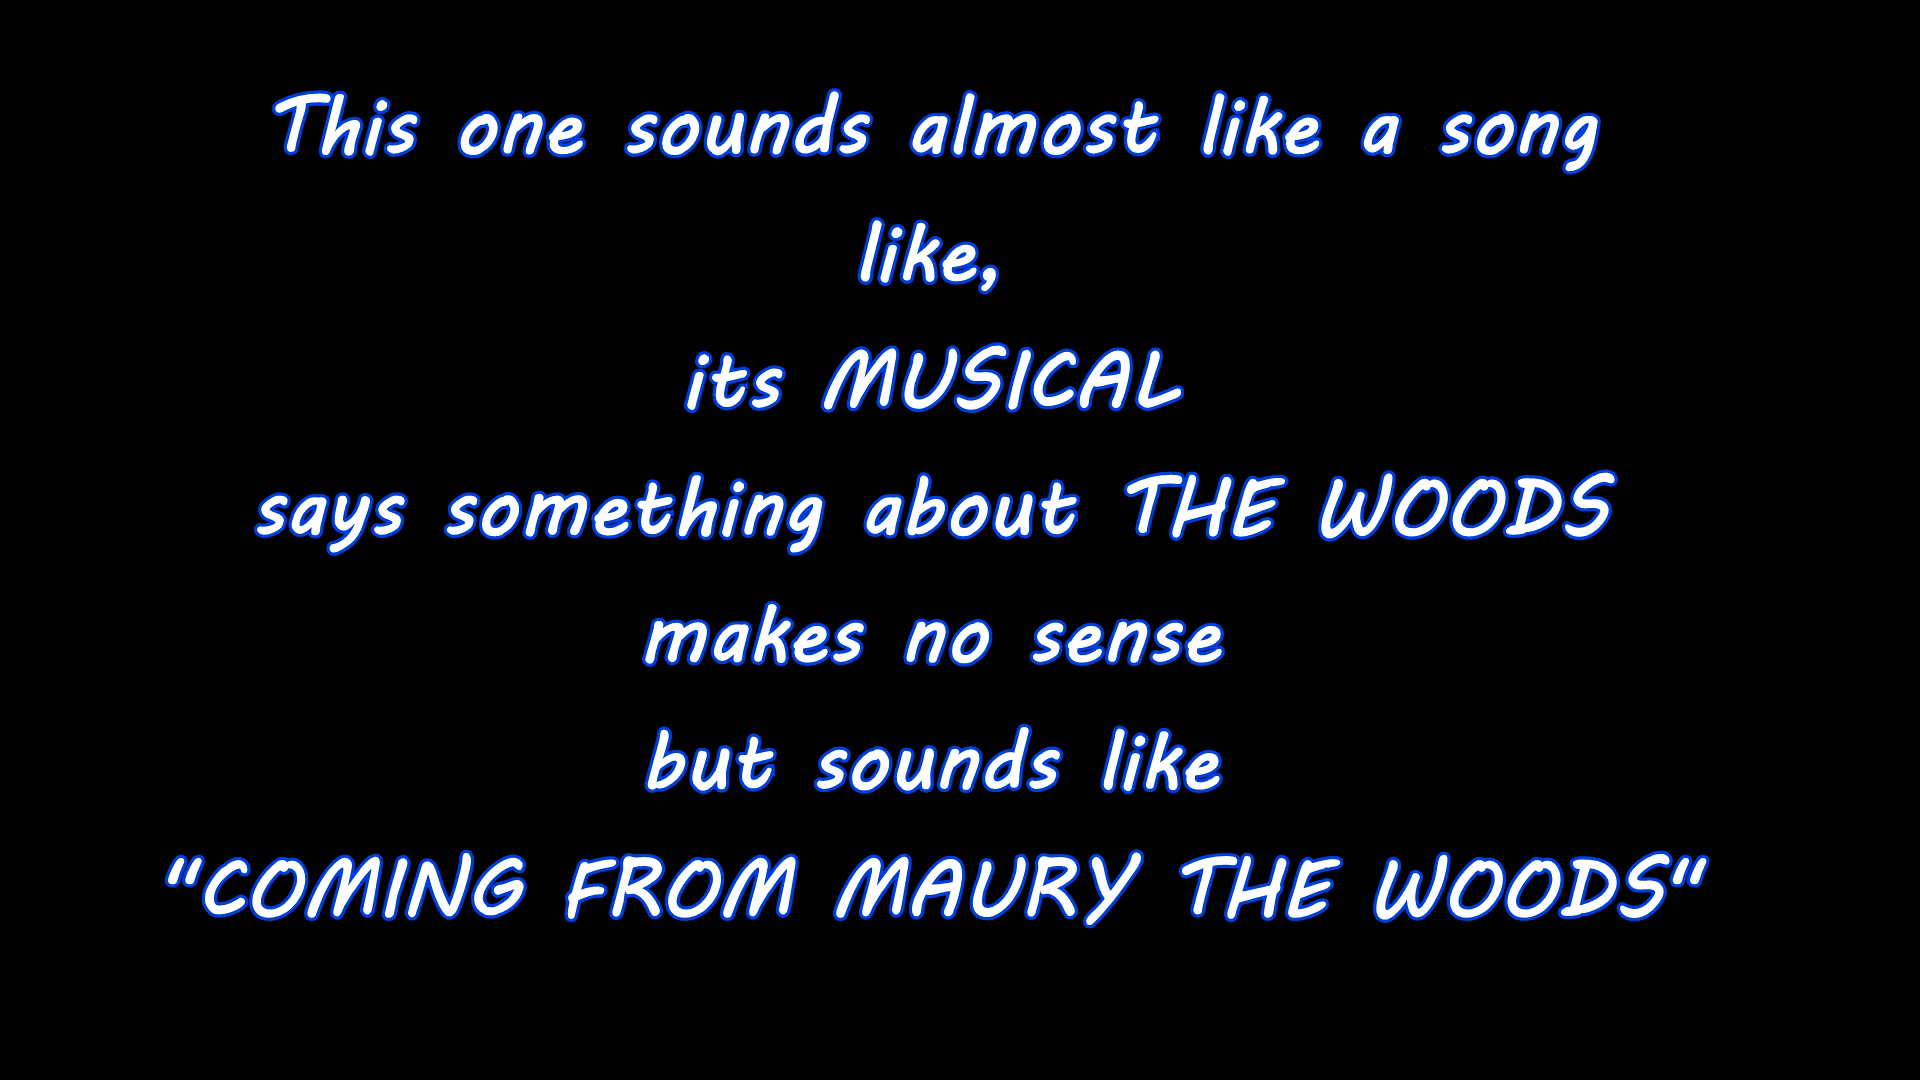 This one sounds almost like a song
like,
its MUSICAL
says something about THE WOODS
makes no sense
but sounds like
"COMING FROM MAURY THE WOODS"